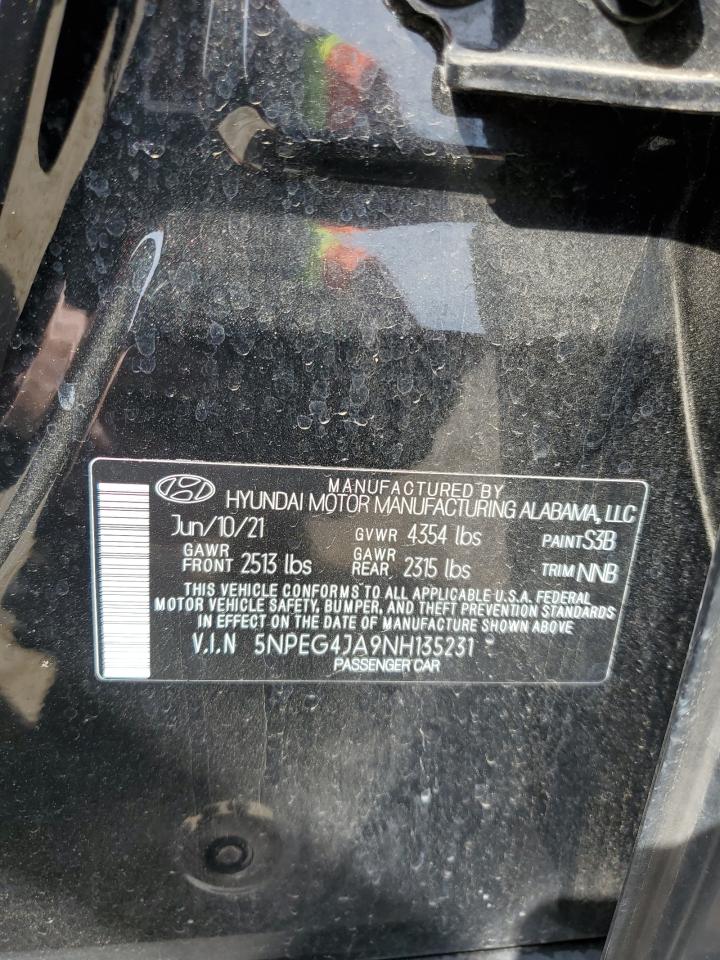 MANUFACTURED BY
HYUNDAI MOTOR MANUFACTURING ALABAMA, LLC
Jun/10/21 GVWR 4354 lbs PAINT S3B
GAWR FRONT 2513 lbs GAWR REAR 2315 lbs TRIM NNB
THIS VEHICLE CONFORMS TO ALL APPLICABLE U.S.A. FEDERAL
MOTOR VEHICLE SAFETY, BUMPER, AND THEFT PREVENTION STANDARDS
IN EFFECT ON THE DATE OF MANUFACTURE SHOWN ABOVE
V.I.N 5NPEG4JA9NH135231
PASSENGER CAR